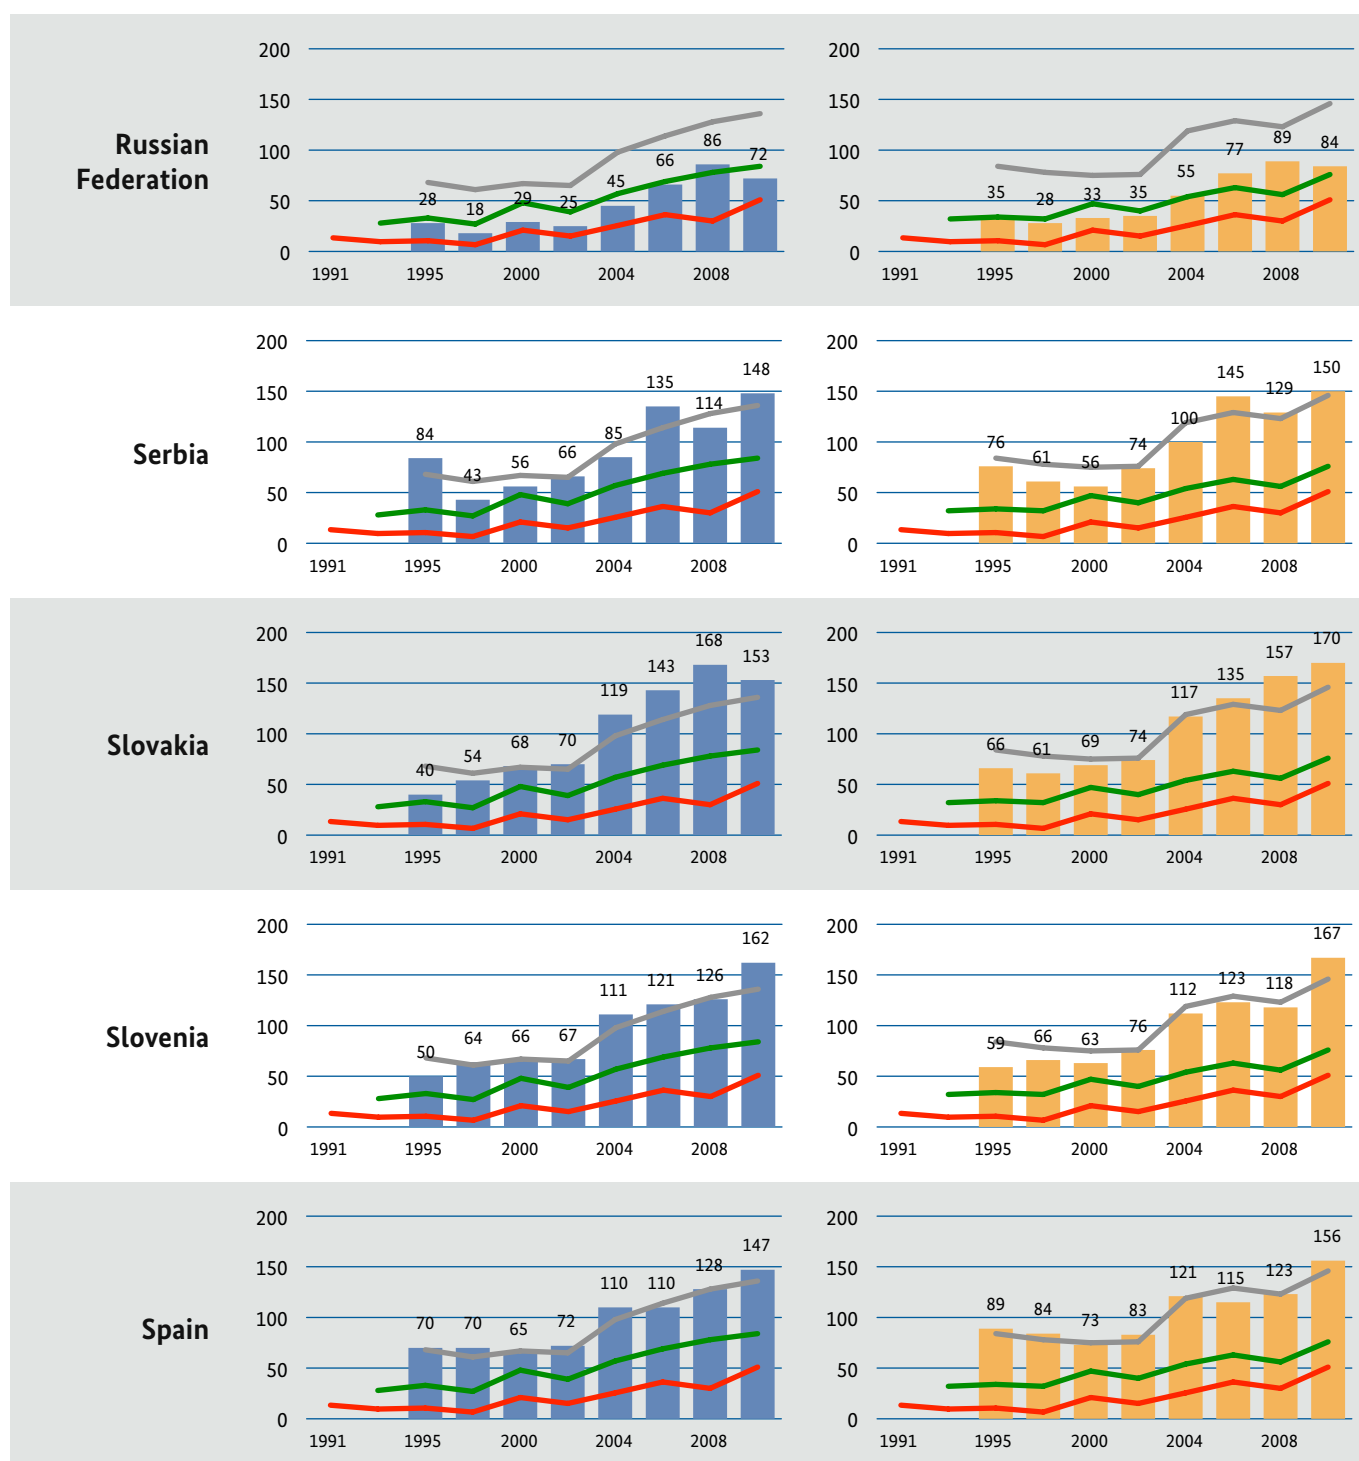 200 200
150 150
Russian 86 89
100 72 100 77 84
66
Federation 45 55
50 28 18 29 25 50 35 28 33 35
0 0
1991 1995 2000 2004 2008 1991 1995 2000 2004 2008
200 200
148 150
150 135 150 145 129
114
Serbia 100 84 85 100 76 74 100
43 56 66 61 56
50 50
0 0
1991 1995 2000 2004 2008 1991 1995 2000 2004 2008
200 168 200 170
150 143 153 150 135 157
119 117
Slovakia 100 100
40 54 68 70 66 61 69 74
50 50
0 0
1991 1995 2000 2004 2008 1991 1995 2000 2004 2008
200 162 200 167
150 111 121 126 150 112 123 118
Slovenia 100 100
50 64 66 67 59 66 63 76
50 50
0 0
1991 1995 2000 2004 2008 1991 1995 2000 2004 2008
200 200
147 156
150 110 110 128 150 121 115 123
Spain 100 70 70 65 72 100 89 84 73 83
50 50
0 0
1991 1995 2000 2004 2008 1991 1995 2000 2004 2008